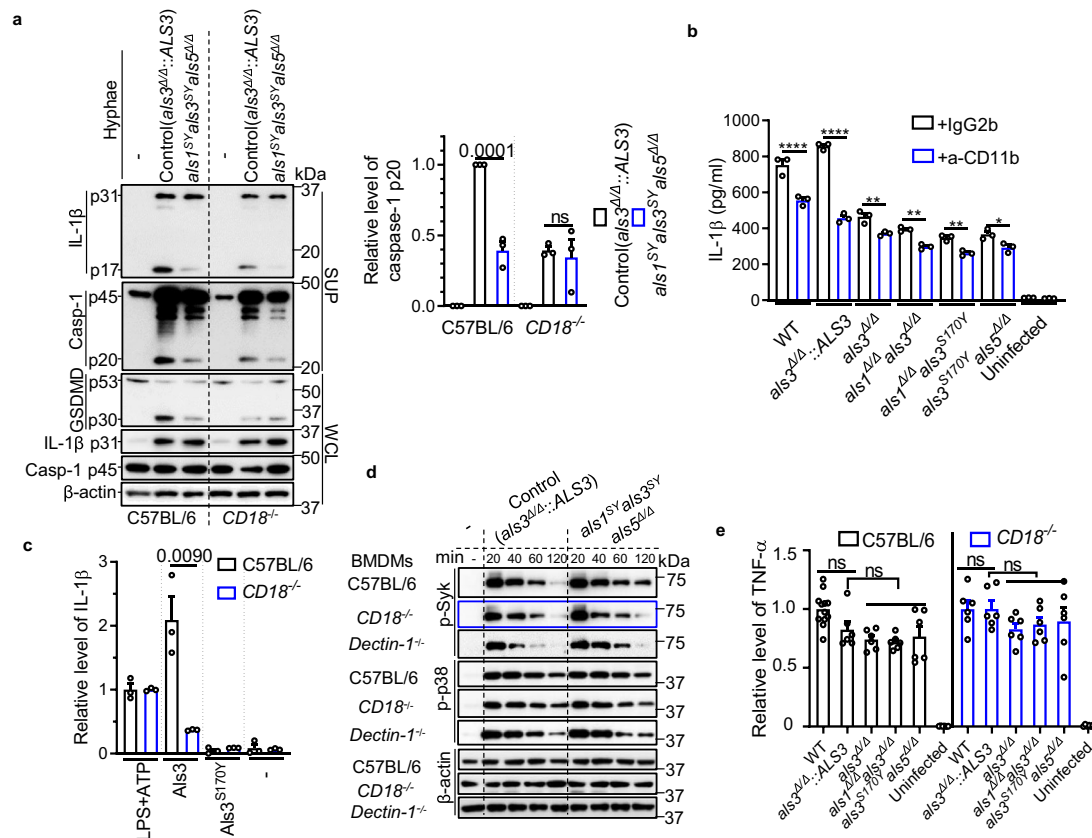 a
Hyphae
-
Control(als3Δ/Δ::ALS3)
als1SYals3SYals5Δ/Δ
-
Control(als3Δ/Δ::ALS3)
als1SYals3SYals5Δ/Δ
kDa
IL-1β
p31
p17
37
20
Casp-1
p45
p20
50
37
20
SUP
GSDMD
p53
p30
50
37
IL-1β p31
37
Casp-1 p45
50
β-actin
37
WCL
C57BL/6
CD18-/-
Relative level of
caspase-1 p20
1.0
0.5
0.0
0.0001
ns
C57BL/6
CD18-/-
Control(als3Δ/Δ::ALS3)
als1SYals3SYals5Δ/Δ
b
IL-1β (pg/ml)
1000
800
600
400
200
0
+IgG2b
+a-CD11b
****
****
**
**
**
*
WT
als3Δ/Δ::ALS3
als3Δ/Δ
als1Δ/Δ als3Δ/Δ
als1Δ/Δ als3S170Y
als3S170Y als5Δ/Δ
Uninfected
c
Relative level of IL-1β
3
2
1
0
0.0090
C57BL/6
CD18-/-
LPS+ATP
Als3
Als3S170Y
-
d
-
Control
(als3Δ/Δ::ALS3)
als1SYals3SY
als5Δ/Δ
BMDMs
min
-
20 40 60 120
20 40 60 120
kDa
p-Syk
C57BL/6
75
CD18-/-
75
Dectin-1-/-
75
p-p38
C57BL/6
37
CD18-/-
37
Dectin-1-/-
37
β-actin
C57BL/6
37
CD18-/-
37
Dectin-1-/-
37
e
Relative level of TNF-α
1.5
1.0
0.5
0
C57BL/6
CD18-/-
ns
ns
ns
ns
WT
als3Δ/Δ::ALS3
als3Δ/Δ
als1Δ/Δ als3Δ/Δ
als3S170Y als5Δ/Δ
Uninfected
WT
als3Δ/Δ::ALS3
als3Δ/Δ
als1Δ/Δ als3Δ/Δ
als3S170Y als5Δ/Δ
Uninfected